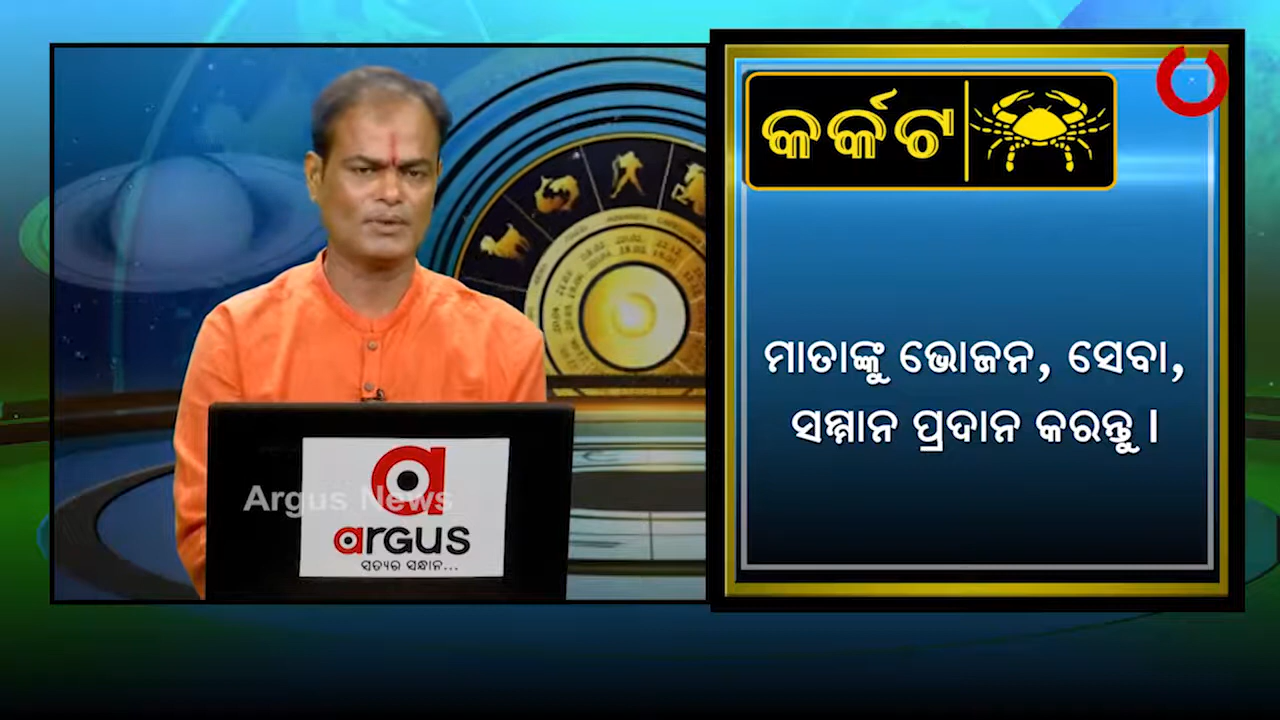 କର୍କଟ
ମାତାଙ୍କୁ ଭୋଜନ, ସେବା,
ସମ୍ମାନ ପ୍ରଦାନ କରନ୍ତୁ ।
Argus News
argus
ସତ୍ୟର ସନ୍ଧାନ...